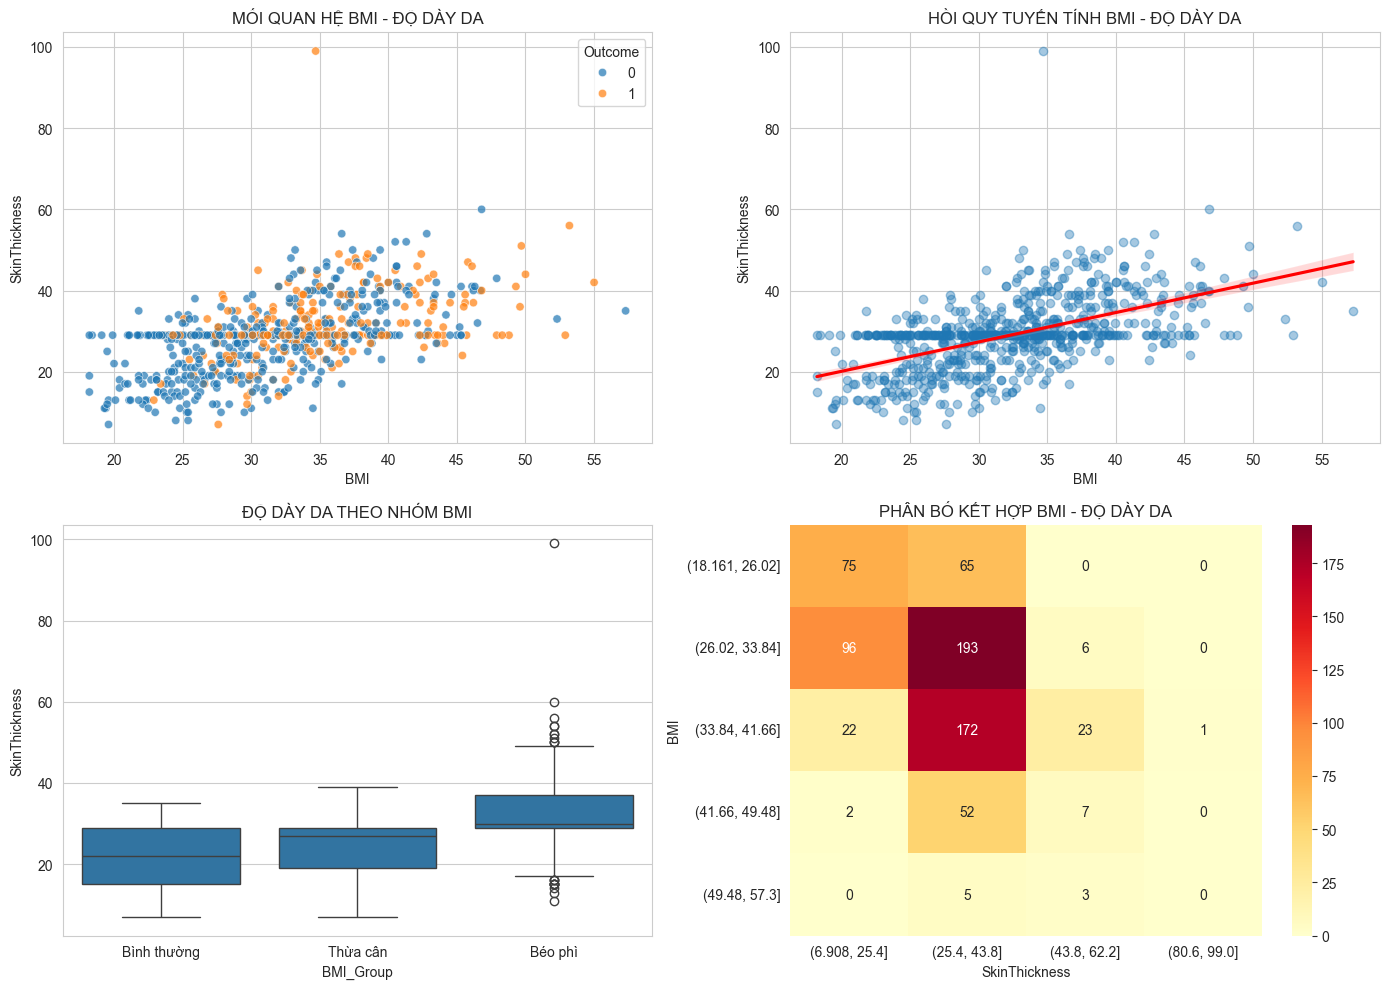 MỐI QUAN HỆ BMI - ĐỘ DÀY DA
SkinThickness
100
80
60
40
20
20 25 30 35 40 45 50 55
BMI
Outcome
0
1
HỒI QUY TUYẾN TÍNH BMI - ĐỘ DÀY DA
SkinThickness
100
80
60
40
20
20 25 30 35 40 45 50 55
BMI
ĐỘ DÀY DA THEO NHÓM BMI
SkinThickness
100
80
60
40
20
Bình thường Thừa cân Béo phì
BMI_Group
PHÂN BỐ KẾT HỢP BMI - ĐỘ DÀY DA
BMI
(18.161, 26.02] 75 65 0 0
(26.02, 33.84] 96 193 6 0
(33.84, 41.66] 22 172 23 1
(41.66, 49.48] 2 52 7 0
(49.48, 57.3] 0 5 3 0
(6.908, 25.4] (25.4, 43.8] (43.8, 62.2] (80.6, 99.0]
SkinThickness
175
150
125
100
75
50
25
0